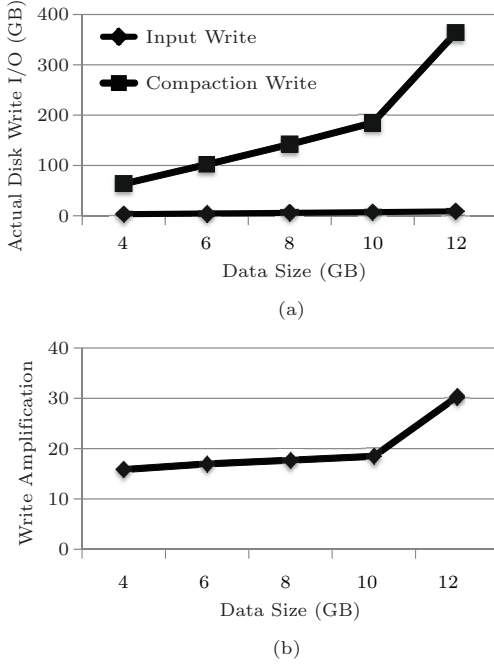 Actual Disk Write I/O (GB)
400
300
200
100
0
Input Write
Compaction Write
4 6 8 10 12
Data Size (GB)
(a)
Write Amplification
40
30
20
10
0
4 6 8 10 12
Data Size (GB)
(b)